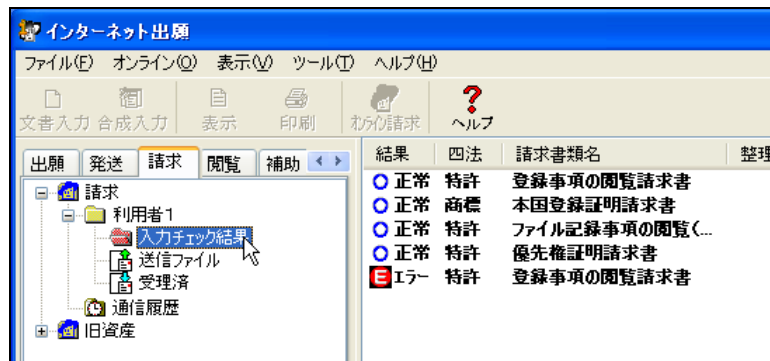 インターネット出願
ファイル(F) オンライン(O) 表示(V) ツール(T) ヘルプ(H)
文書入力 合成入力 表示 印刷 オンライン請求 ヘルプ
出願 発送 請求 閲覧 補助
請求
利用者1
入力チェック結果
送信ファイル
受理済
通信履歴
旧資産
結果 四法 請求書類名 整理
正常 特許 登録事項の閲覧請求書
正常 商標 本国登録証明請求書
正常 特許 ファイル記録事項の閲覧(...
正常 特許 優先権証明請求書
E エラー 特許 登録事項の閲覧請求書